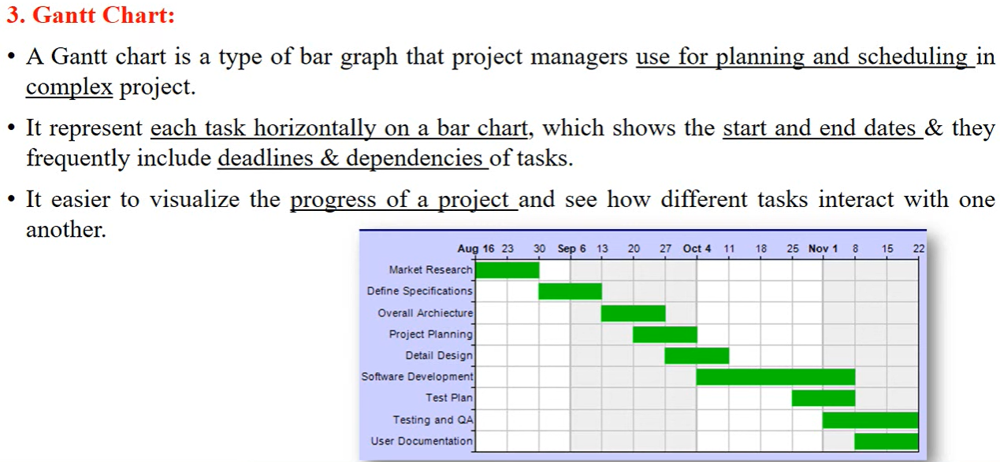 3. Gantt Chart:
• A Gantt chart is a type of bar graph that project managers use for planning and scheduling in
complex project.
• It represent each task horizontally on a bar chart, which shows the start and end dates & they
frequently include deadlines & dependencies of tasks.
• It easier to visualize the progress of a project and see how different tasks interact with one
another.
Aug 16 23 30 Sep 6 13 20 27 Oct 4 11 18 25 Nov 1 8 15 22
Market Research
Define Specifications
Overall Archiecture
Project Planning
Detail Design
Software Development
Test Plan
Testing and QA
User Documentation